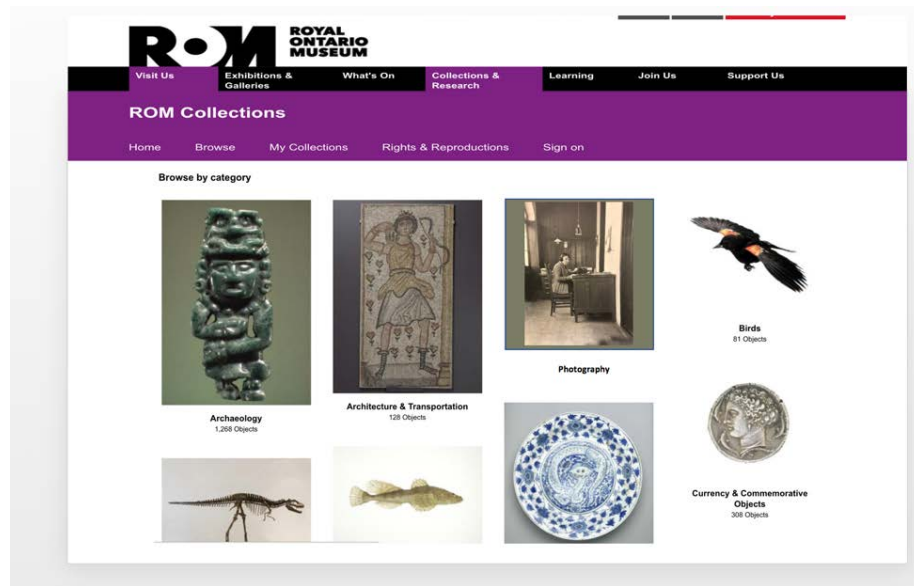 ROM ROYAL
ONTARIO
MUSEUM
Visit Us
Exhibitions &
Galleries
What's On
Collections &
Research
Learning
Join Us
Support Us
ROM Collections
Home Browse My Collections Rights & Reproductions Sign on
Browse by category
Archaeology
1,268 Objects
Architecture & Transportation
128 Objects
Photography
Birds
81 Objects
Currency & Commemorative
Objects
308 Objects